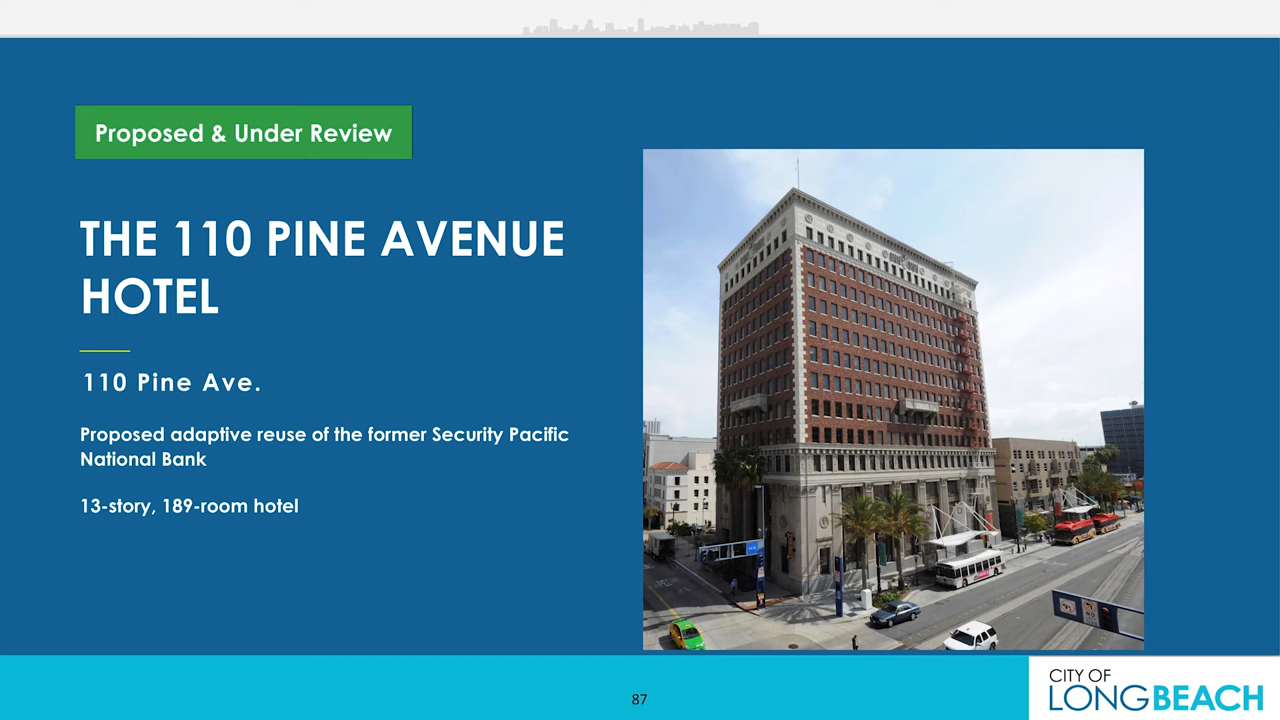 Proposed & Under Review
THE 110 PINE AVENUE
HOTEL
110 Pine Ave.
Proposed adaptive reuse of the former Security Pacific
National Bank
13-story, 189-room hotel
87
CITY OF
LONGBEACH